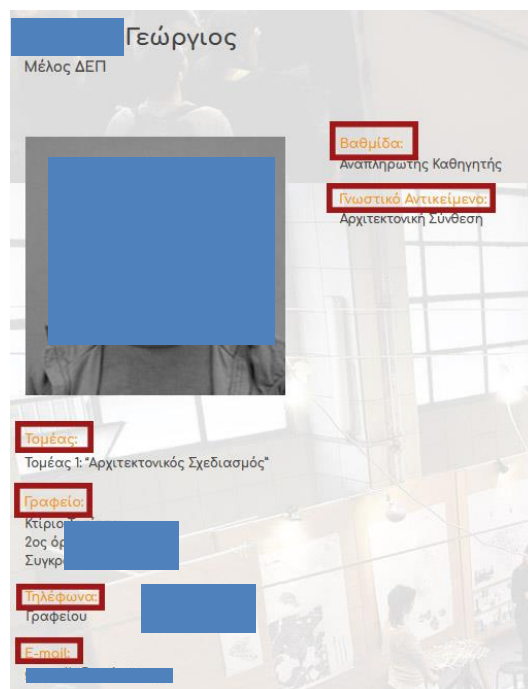 Γεώργιος
Μέλος ΔΕΠ
Βαθμίδα:
Αναπληρωτής Καθηγητής
Γνωστικό Αντικείμενο:
Αρχιτεκτονική Σύνθεση
Τομέας:
Τομέας 1: "Αρχιτεκτονικός Σχεδιασμός"
Γραφείο:
Κτίριο
2ος
Τηλέφωνα:
Γραφείου
E-mail: